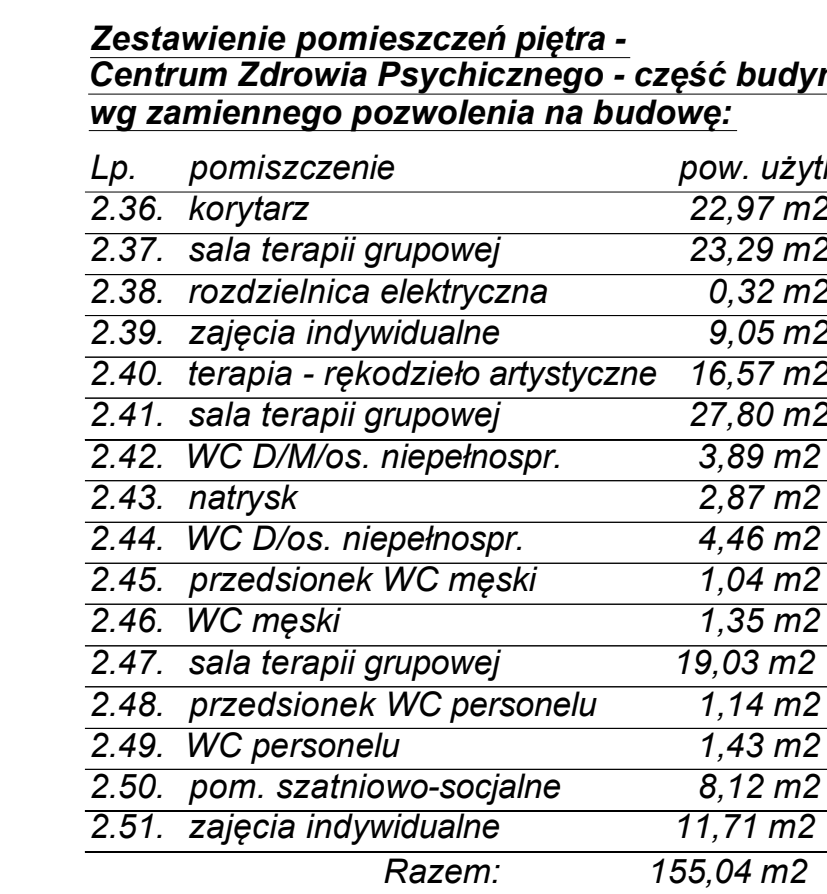 Zestawienie pomieszczeń piętra -
Centrum Zdrowia Psychicznego - część
wg zamiennego pozwolenia na budowę:
Lp. pomiszczenie pow.
2.36. korytarz 22,97 m2
2.37. sala terapii grupowej 23,29 m2
2.38. rozdzielnica elektryczna 0,32 m2
2.39. zajęcia indywidualne 9,05 m2
2.40. terapia - rękodzieło artystyczne 16,57 m2
2.41. sala terapii grupowej 27,80 m2
2.42. WC D/M/os. niepełnospr. 3,89 m2
2.43. natrysk 2,87 m2
2.44. WC D/os. niepełnospr. 4,46 m2
2.45. przedsionek WC męski 1,04 m2
2.46. WC męski 1,35 m2
2.47. sala terapii grupowej 19,03 m2
2.48. przedsionek WC personelu 1,14 m2
2.49. WC personelu 1,43 m2
2.50. pom. szatniowo-socjalne 8,12 m2
2.51. zajęcia indywidualne 11,71 m2
Razem: 155,04 m2